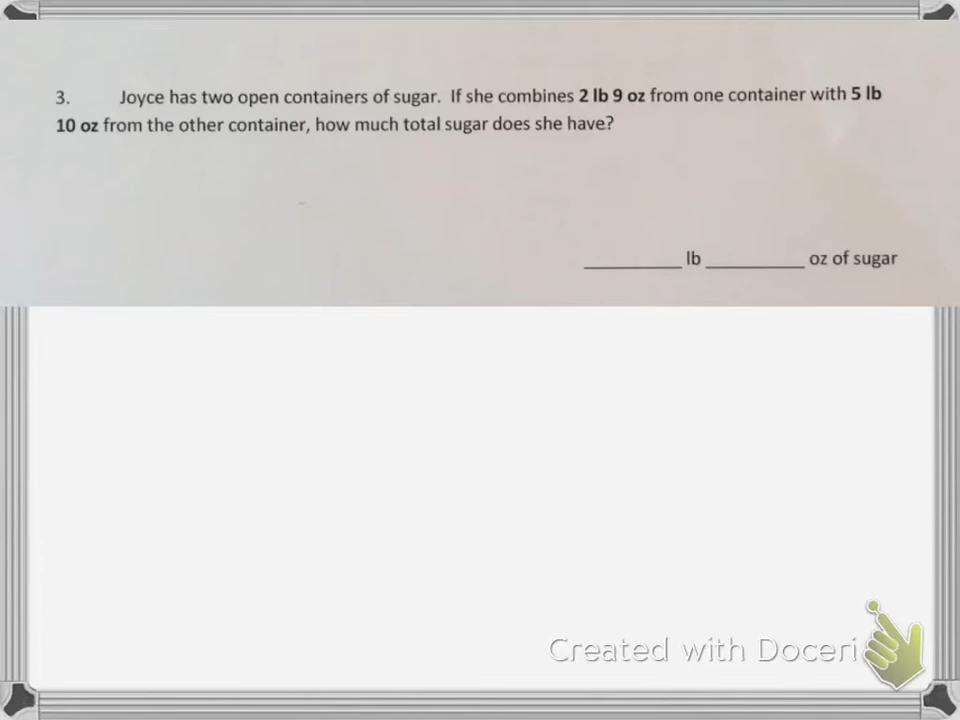 3. Joyce has two open containers of sugar. If she combines 2 lb 9 oz from one container with 5 lb
10 oz from the other container, how much total sugar does she have?
__________ lb __________ oz of sugar
Created with Doceri